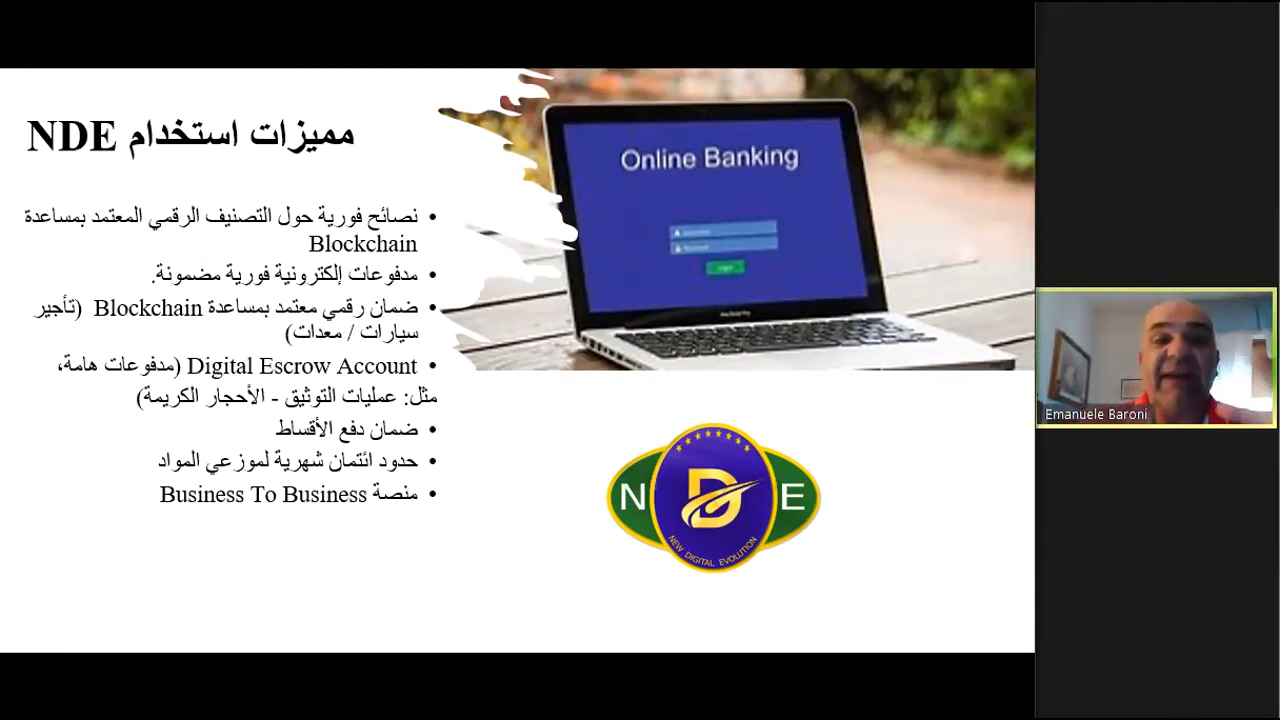 مميزات استخدام NDE
• نصائح فورية حول التصنيف الرقمي المعتمد بمساعدة
Blockchain
• مدفوعات إلكترونية فورية مضمونة.
• ضمان رقمي معتمد بمساعدة Blockchain (تأجير
سيارات / معدات)
• Digital Escrow Account (مدفوعات هامة،
مثل: عمليات التوثيق - الأحجار الكريمة)
• ضمان دفع الأقساط
• حدود ائتمان شهرية لموزعي المواد
• منصة Business To Business
Online Banking
N D E
NEW DIGITAL EVOLUTION
Emanuele Baroni